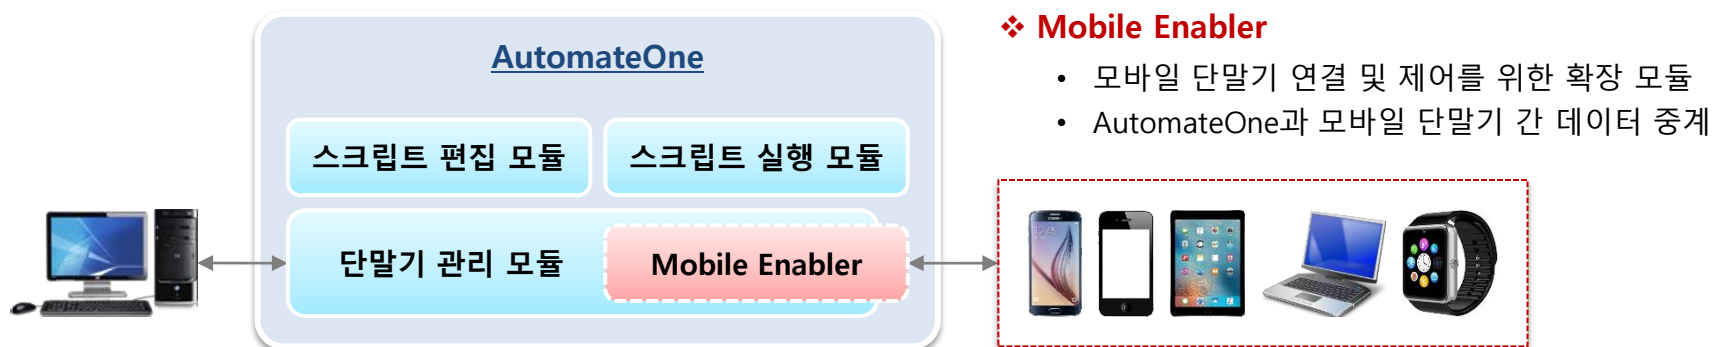 AutomateOne
스크립트 편집 모듈
스크립트 실행 모듈
단말기 관리 모듈
Mobile Enabler
❖ Mobile Enabler
• 모바일 단말기 연결 및 제어를 위한 확장 모듈
• AutomateOne과 모바일 단말기 간 데이터 중계
12:45